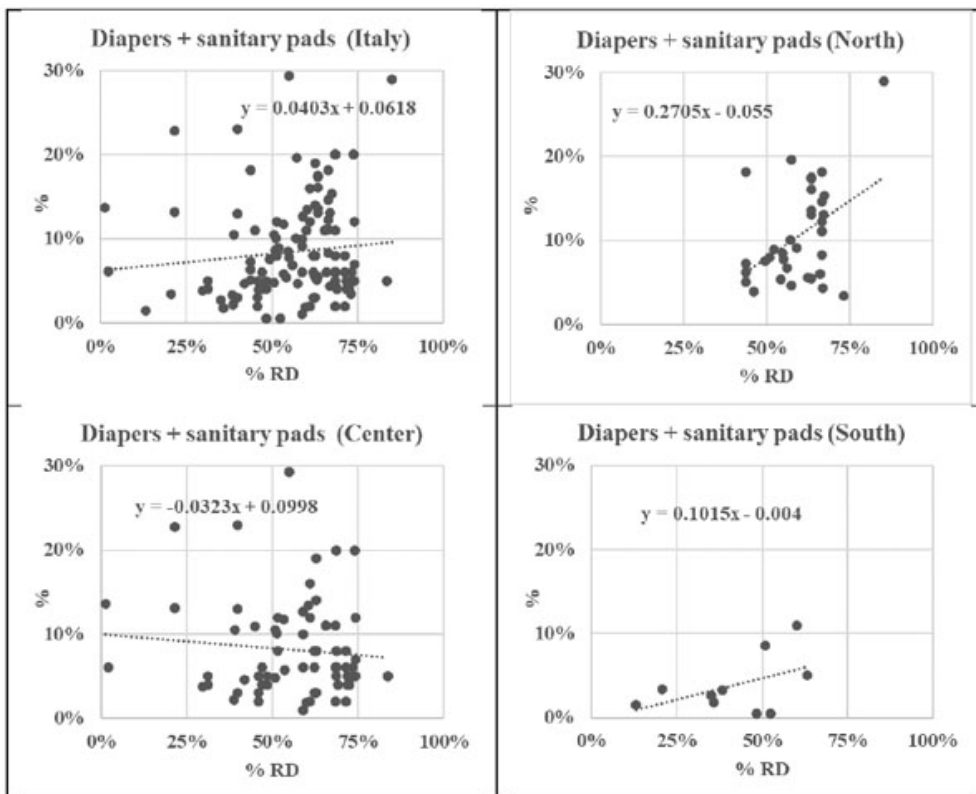 Diapers + sanitary pads (Italy)
30%
y = 0.0403x + 0.0618
20%
%
10%
0%
0% 25% 50% 75% 100%
% RD
Diapers + sanitary pads (North)
30%
y = 0.2705x - 0.055
20%
%
10%
0%
0% 25% 50% 75% 100%
% RD
Diapers + sanitary pads (Center)
30%
y = -0.0323x + 0.0998
20%
%
10%
0%
0% 25% 50% 75% 100%
% RD
Diapers + sanitary pads (South)
30%
y = 0.1015x - 0.004
20%
%
10%
0%
0% 25% 50% 75% 100%
% RD